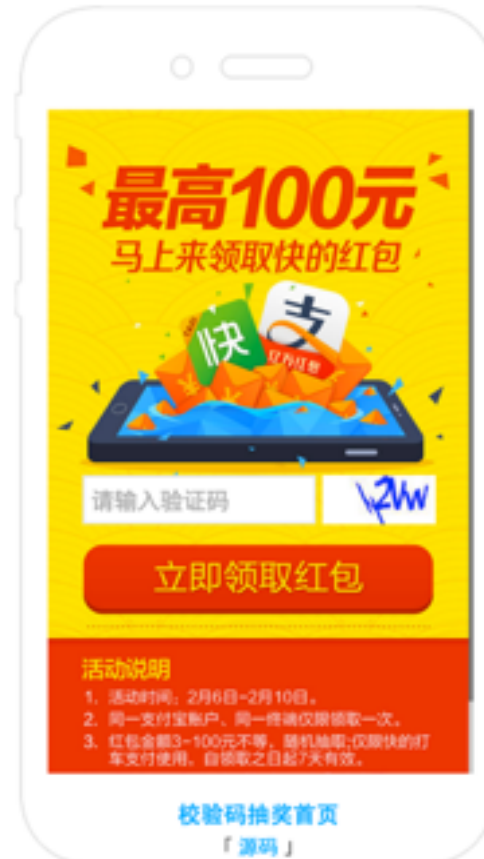 最高100元
马上来领取快的红包
快
支
亿万红包
请输入验证码
立即领取红包
活动说明
1、活动时间：2月6日-2月10日。
2、同一支付宝账户、同一终端仅限领取一次。
3、红包金额3-100元不等，随机抽取;仅限快的打
车支付使用，自领取之日起7天有效。
校验码抽奖首页
「 源码 」